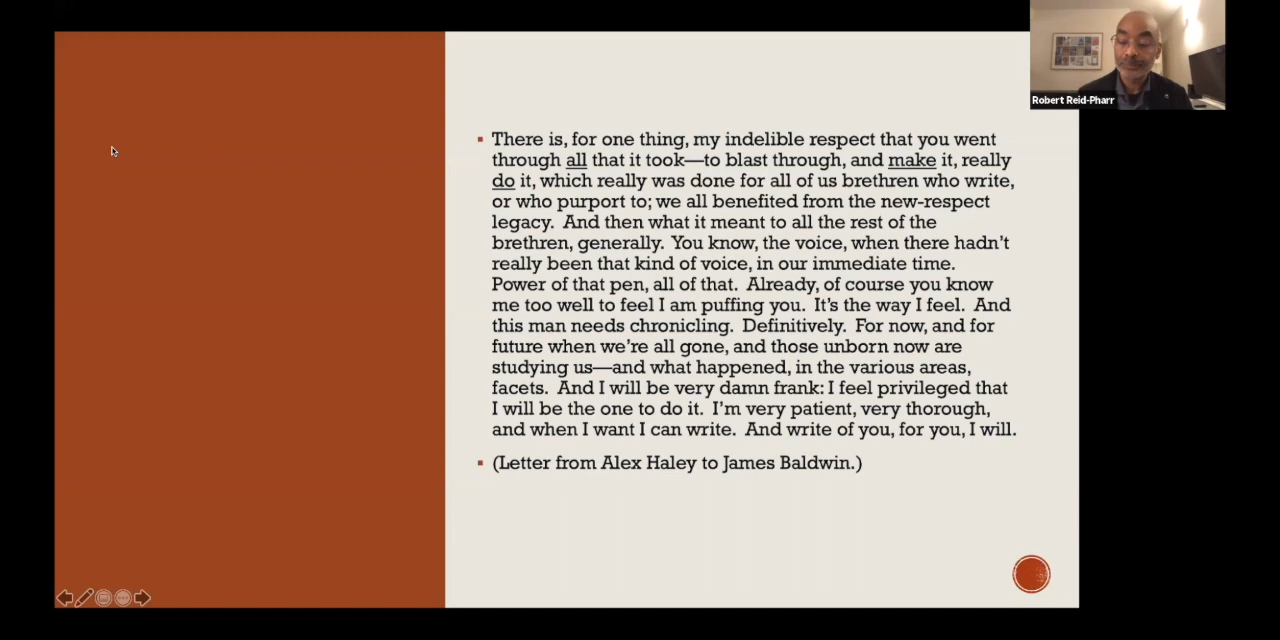 Robert Reid-Pharr
▪ There is, for one thing, my indelible respect that you went
through all that it took—to blast through, and make it, really
do it, which really was done for all of us brethren who write,
or who purport to; we all benefited from the new-respect
legacy.  And then what it meant to all the rest of the
brethren, generally.  You know, the voice, when there hadn't
really been that kind of voice, in our immediate time.
Power of that pen, all of that.  Already, of course you know
me too well to feel I am puffing you.  It's the way I feel.  And
this man needs chronicling.  Definitively.  For now, and for
future when we're all gone, and those unborn now are
studying us—and what happened, in the various areas,
facets.  And I will be very damn frank: I feel privileged that
I will be the one to do it.  I'm very patient, very thorough,
and when I want I can write.  And write of you, for you, I will.
▪ (Letter from Alex Haley to James Baldwin.)